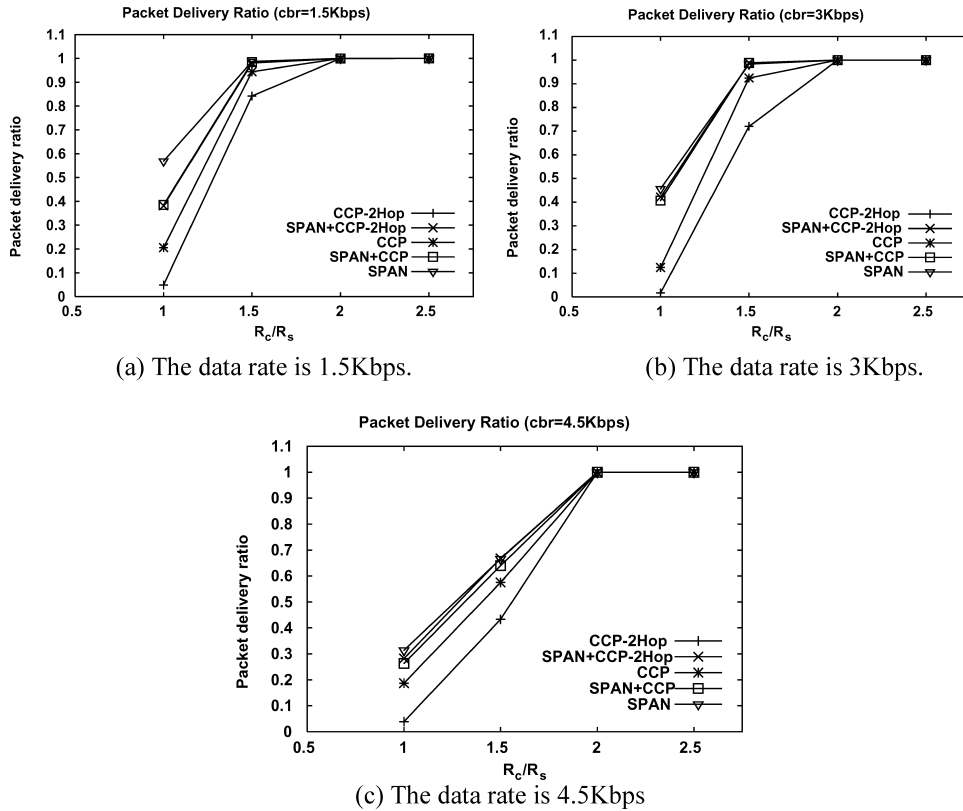 Packet Delivery Ratio (cbr=1.5Kbps)
1.1
1
0.9
0.8
0.7
0.6
0.5
0.4
0.3
0.2
0.1
0
Packet delivery ratio
CCP-2Hop
SPAN+CCP-2Hop
CCP
SPAN+CCP
SPAN
0.5
1
1.5
2
2.5
Rc/Rs
(a) The data rate is 1.5Kbps.
Packet Delivery Ratio (cbr=3Kbps)
1.1
1
0.9
0.8
0.7
0.6
0.5
0.4
0.3
0.2
0.1
0
Packet delivery ratio
CCP-2Hop
SPAN+CCP-2Hop
CCP
SPAN+CCP
SPAN
0.5
1
1.5
2
2.5
Rc/Rs
(b) The data rate is 3Kbps.
Packet Delivery Ratio (cbr=4.5Kbps)
1.1
1
0.9
0.8
0.7
0.6
0.5
0.4
0.3
0.2
0.1
0
Packet delivery ratio
CCP-2Hop
SPAN+CCP-2Hop
CCP
SPAN+CCP
SPAN
0.5
1
1.5
2
2.5
Rc/Rs
(c) The data rate is 4.5Kbps